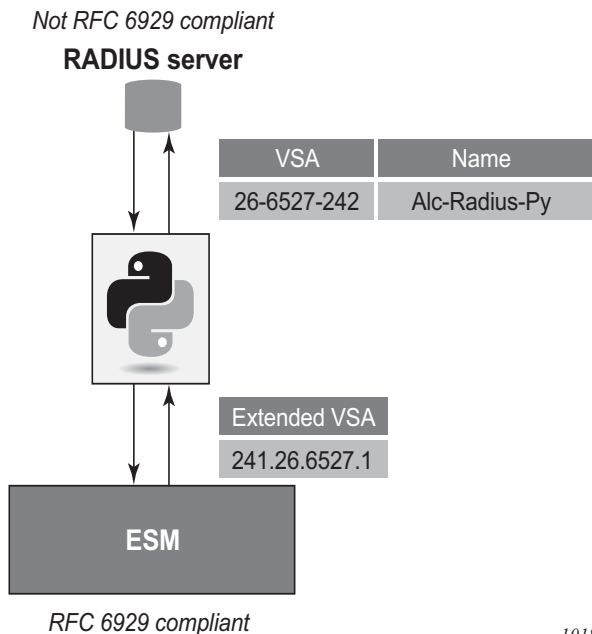 Not RFC 6929 compliant
RADIUS server
VSA Name
26-6527-242 Alc-Radius-Py
Extended VSA
241.26.6527.1
ESM
RFC 6929 compliant